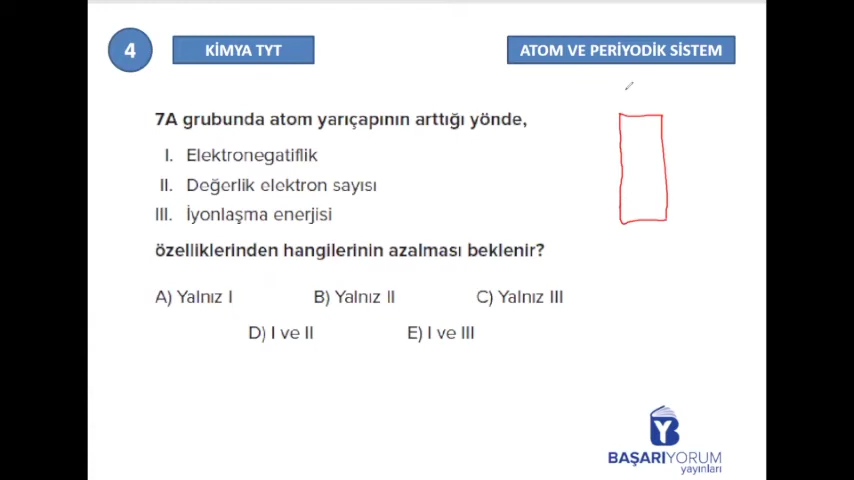 4
KİMYA TYT
ATOM VE PERİYODİK SİSTEM
7A grubunda atom yarıçapının arttığı yönde,
I. Elektronegatiflik
II. Değerlik elektron sayısı
III. İyonlaşma enerjisi
özelliklerinden hangilerinin azalması beklenir?
A) Yalnız I B) Yalnız II C) Yalnız III
D) I ve II E) I ve III
BAŞARIYORUM
yayınları